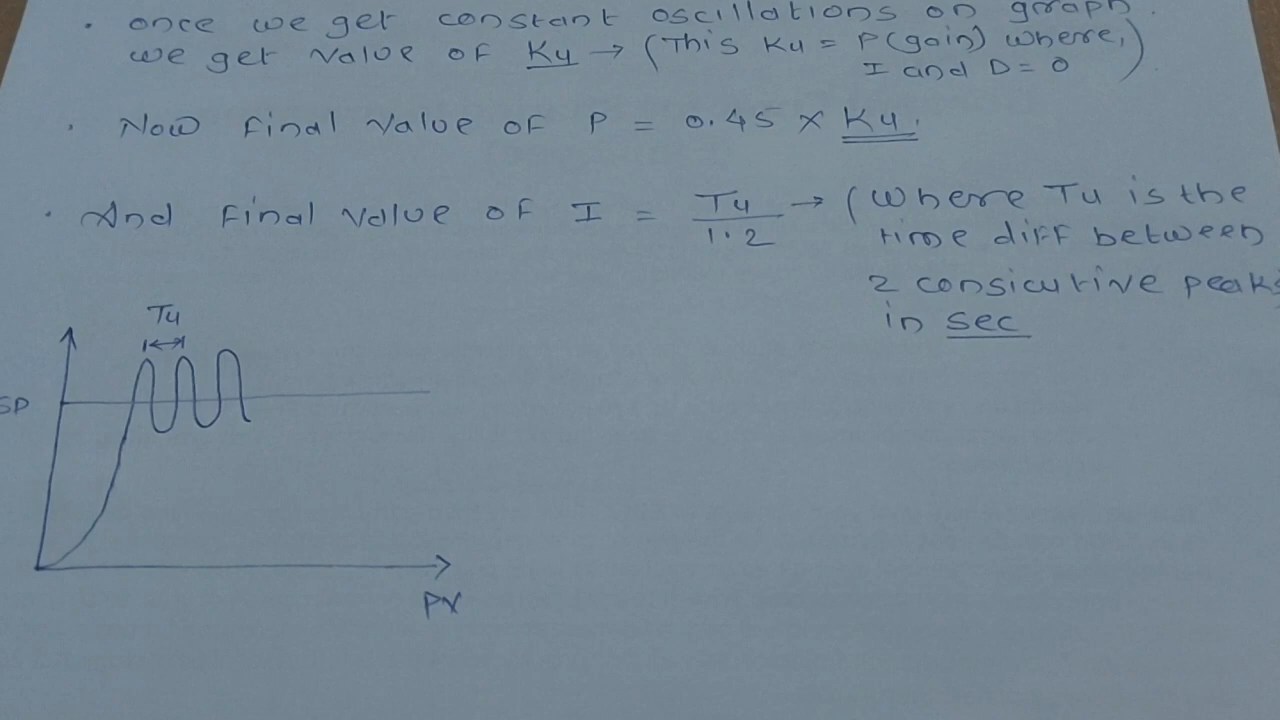 • once we get constant oscillations on graph.
we get value of Ku → (This Ku = P(gain) where,
I and D = 0)
• Now final value of P = 0.45 x Ku.
• And final value of I = Tu/1.2 → (where Tu is the
time diff between
2 consicutive peaks
in sec
Tu
SP
PV